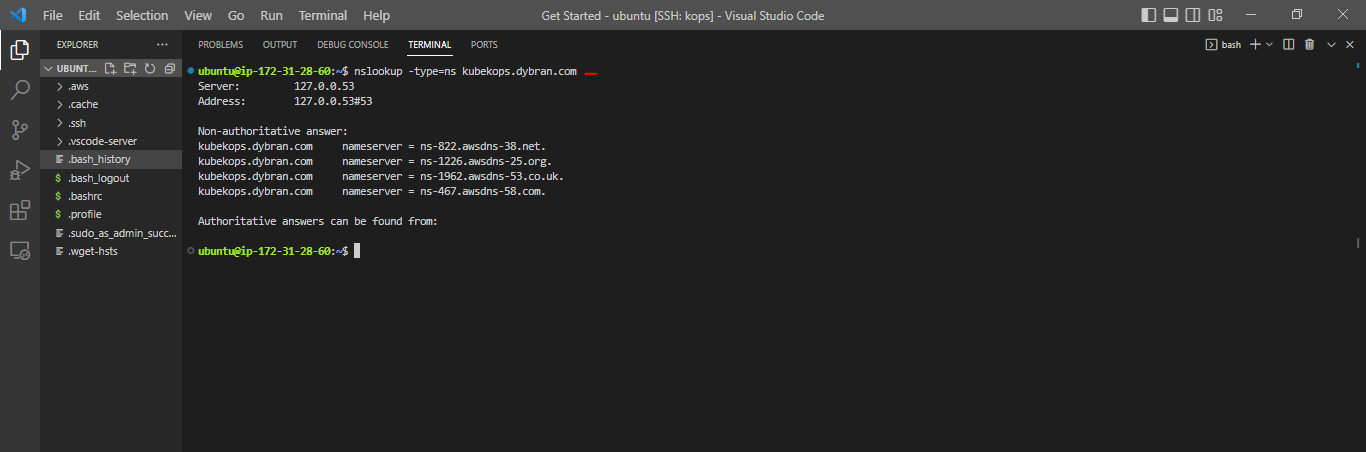 File Edit Selection View Go Run Terminal Help Get Started - ubuntu [SSH: kops] - Visual Studio Code
EXPLORER ··· PROBLEMS OUTPUT DEBUG CONSOLE TERMINAL PORTS bash
UBUNT...
.aws
.cache
.ssh
.vscode-server
.bash_history
.bash_logout
$ .bashrc
$ .profile
.sudo_as_admin_succ...
.wget-hsts
ubuntu@ip-172-31-28-60:~$ nslookup -type=ns kubekops.dybran.com
Server: 127.0.0.53
Address: 127.0.0.53#53
Non-authoritative answer:
kubekops.dybran.com nameserver = ns-822.awsdns-38.net.
kubekops.dybran.com nameserver = ns-1226.awsdns-25.org.
kubekops.dybran.com nameserver = ns-1962.awsdns-53.co.uk.
kubekops.dybran.com nameserver = ns-467.awsdns-58.com.
Authoritative answers can be found from:
ubuntu@ip-172-31-28-60:~$